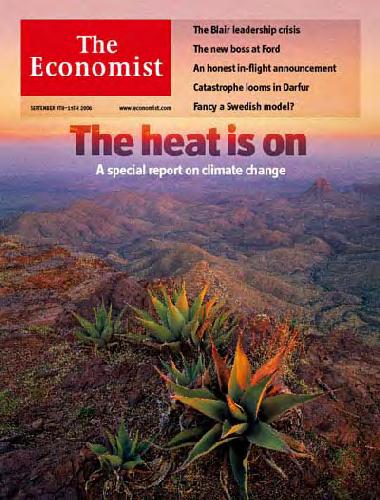 The
Economist
SEPTEMBER 9TH-15TH 2006
www.economist.com
The Blair leadership crisis
The new boss at Ford
An honest in-flight announcement
Catastrophe looms in Darfur
Fancy a Swedish model?
The heat is on
A special report on climate change